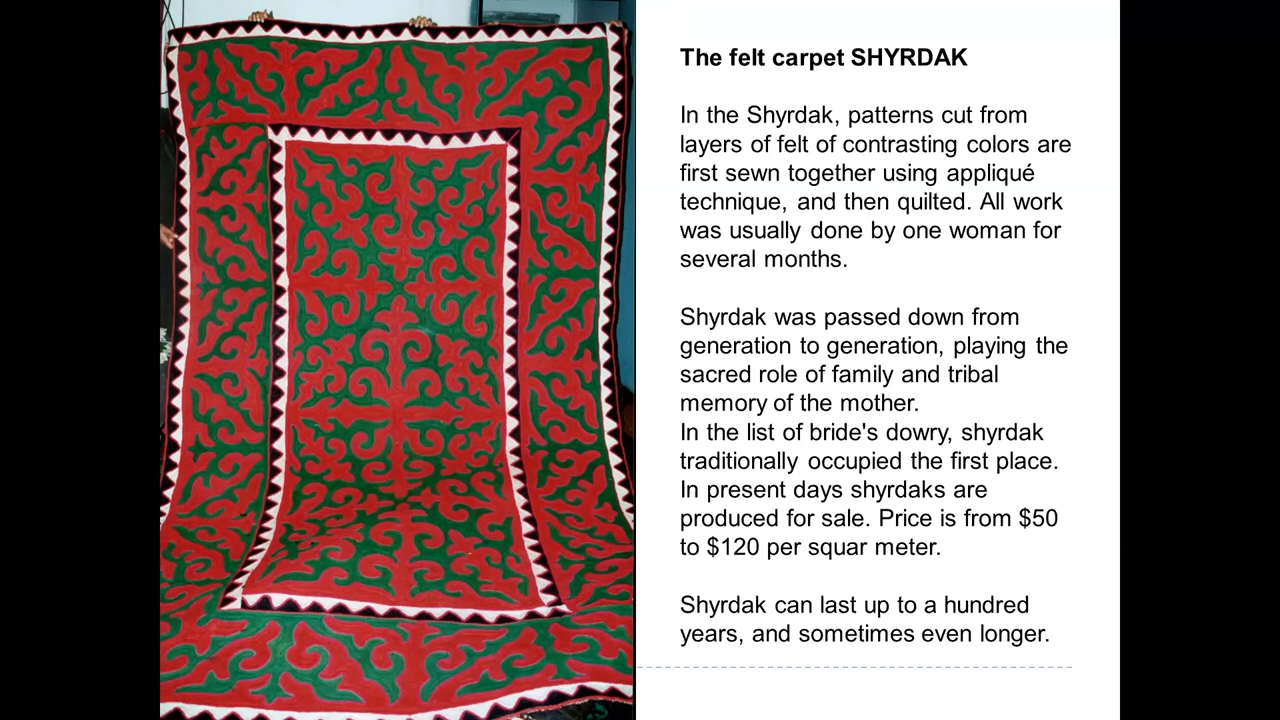 The felt carpet SHYRDAK
In the Shyrdak, patterns cut from
layers of felt of contrasting colors are
first sewn together using appliqué
technique, and then quilted. All work
was usually done by one woman for
several months.
Shyrdak was passed down from
generation to generation, playing the
sacred role of family and tribal
memory of the mother.
In the list of bride's dowry, shyrdak
traditionally occupied the first place.
In present days shyrdaks are
produced for sale. Price is from $50
to $120 per squar meter.
Shyrdak can last up to a hundred
years, and sometimes even longer.